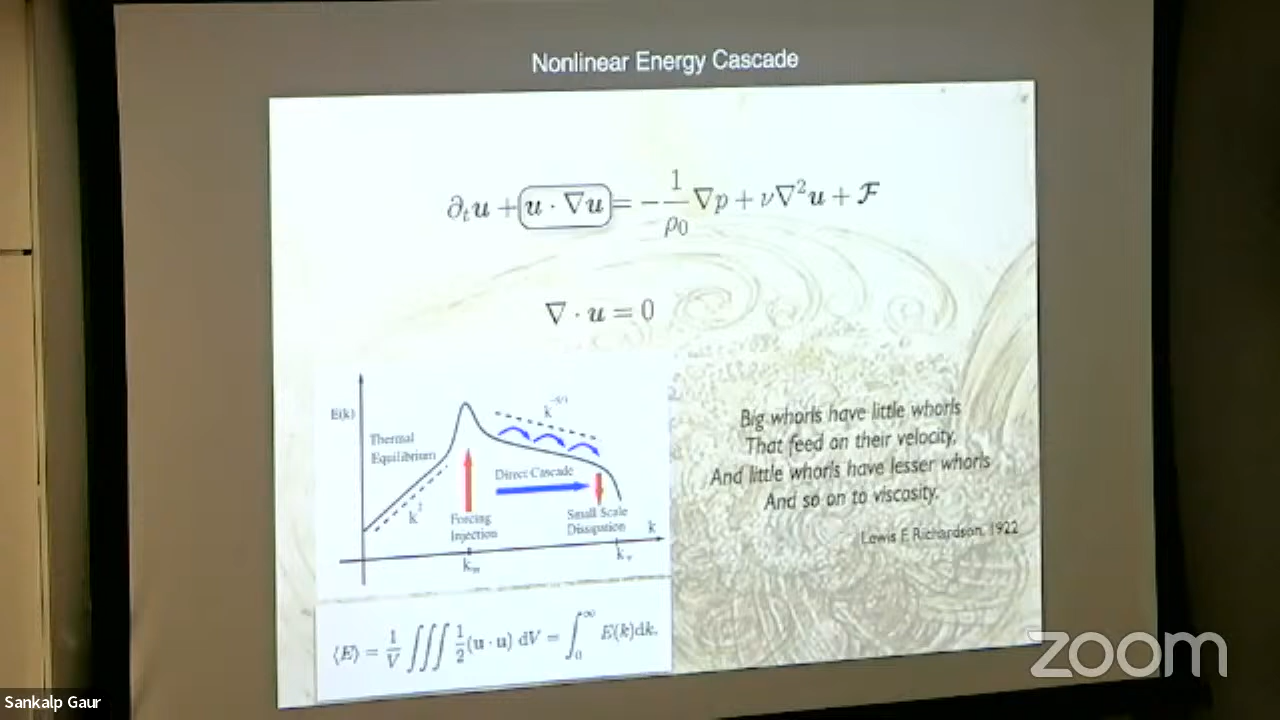 Nonlinear Energy Cascade
∂ₜu + u · ∇u = −1/ρ₀ ∇p + ν∇²u + ℱ
∇ · u = 0
E(k)
Thermal
Equilibrium
k²
Forcing
Injection
k⁻⁵ᐟ³
Direct Cascade
Small Scale
Dissipation
k
Big whorls have little whorls
That feed on their velocity,
And little whorls have lesser whorls
And so on to viscosity.
Lewis F. Richardson, 1922
⟨E⟩ = 1/V ∭ 1/2 (u · u) dV = ∫₀^∞ E(k)dk.
zoom
Sankalp Gaur